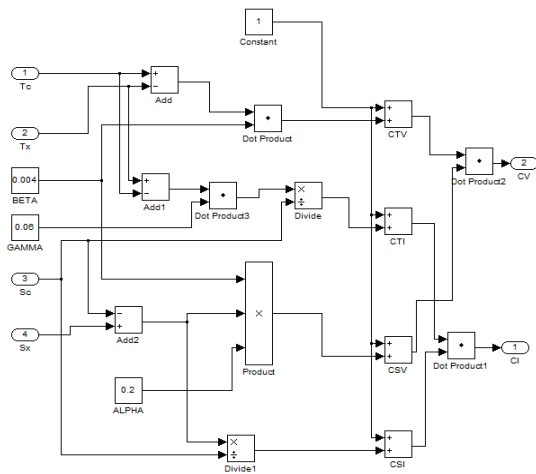 1
Constant
1
Tc
+
−
Add
2
Tx
Dot Product
+
+
CTV
Dot Product2
2
CV
0.004
BETA
+
−
Add1
Dot Product3
×
÷
Divide
0.06
GAMMA
+
+
CTI
3
Sc
4
Sx
−
+
Add2
×
Product
+
+
CSV
Dot Product1
1
CI
0.2
ALPHA
×
÷
Divide1
+
+
CSI